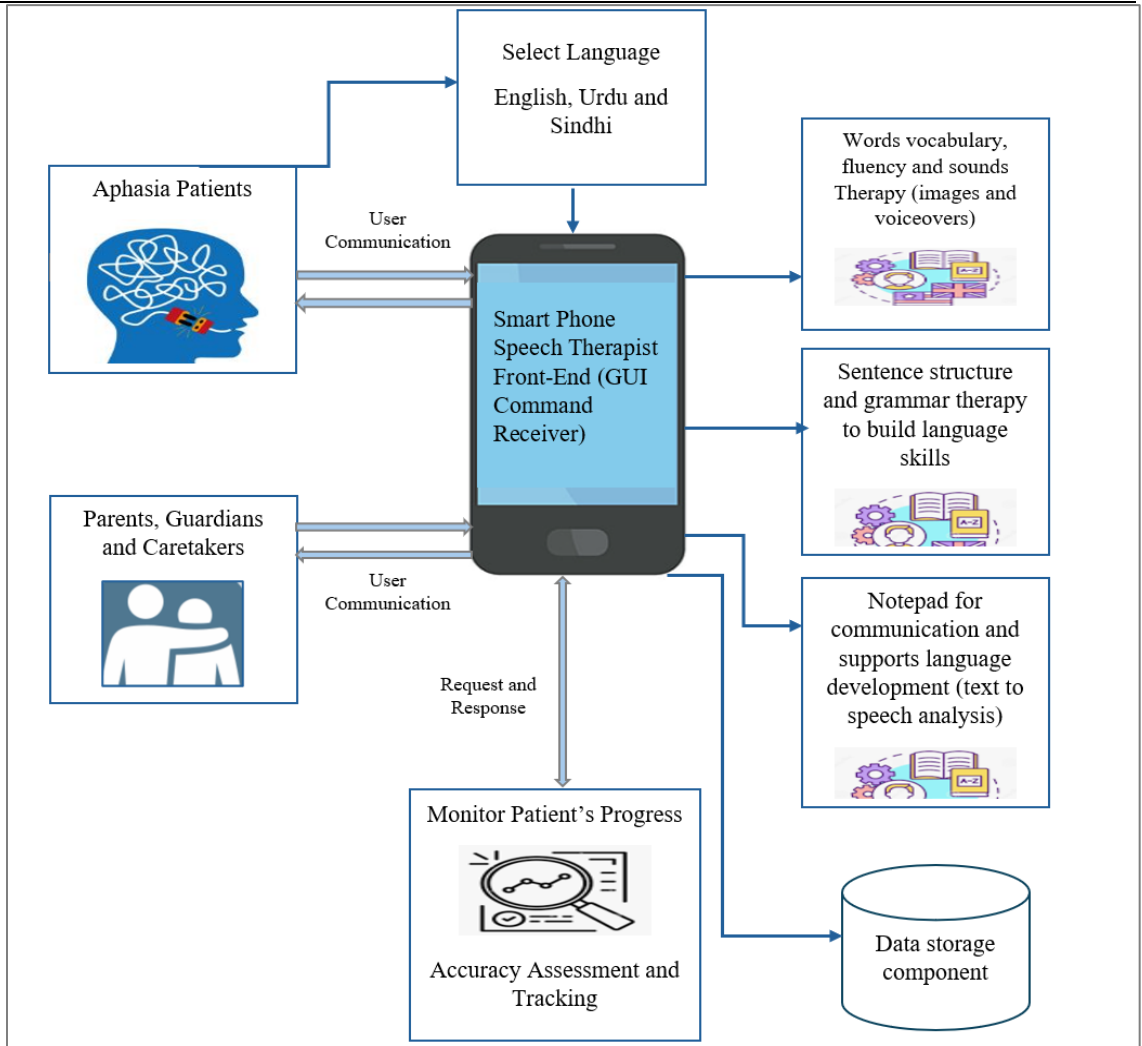 Select Language
English, Urdu and
Sindhi
Aphasia Patients
User
Communication
Words vocabulary,
fluency and sounds
Therapy (images and
voiceovers)
A-Z
Smart Phone
Speech Therapist
Front-End (GUI
Command
Receiver)
Sentence structure
and grammar therapy
to build language
skills
A-Z
Parents, Guardians
and Caretakers
User
Communication
Notepad for
communication and
supports language
development (text to
speech analysis)
A-Z
Request and
Response
Monitor Patient’s Progress
Accuracy Assessment and
Tracking
Data storage
component